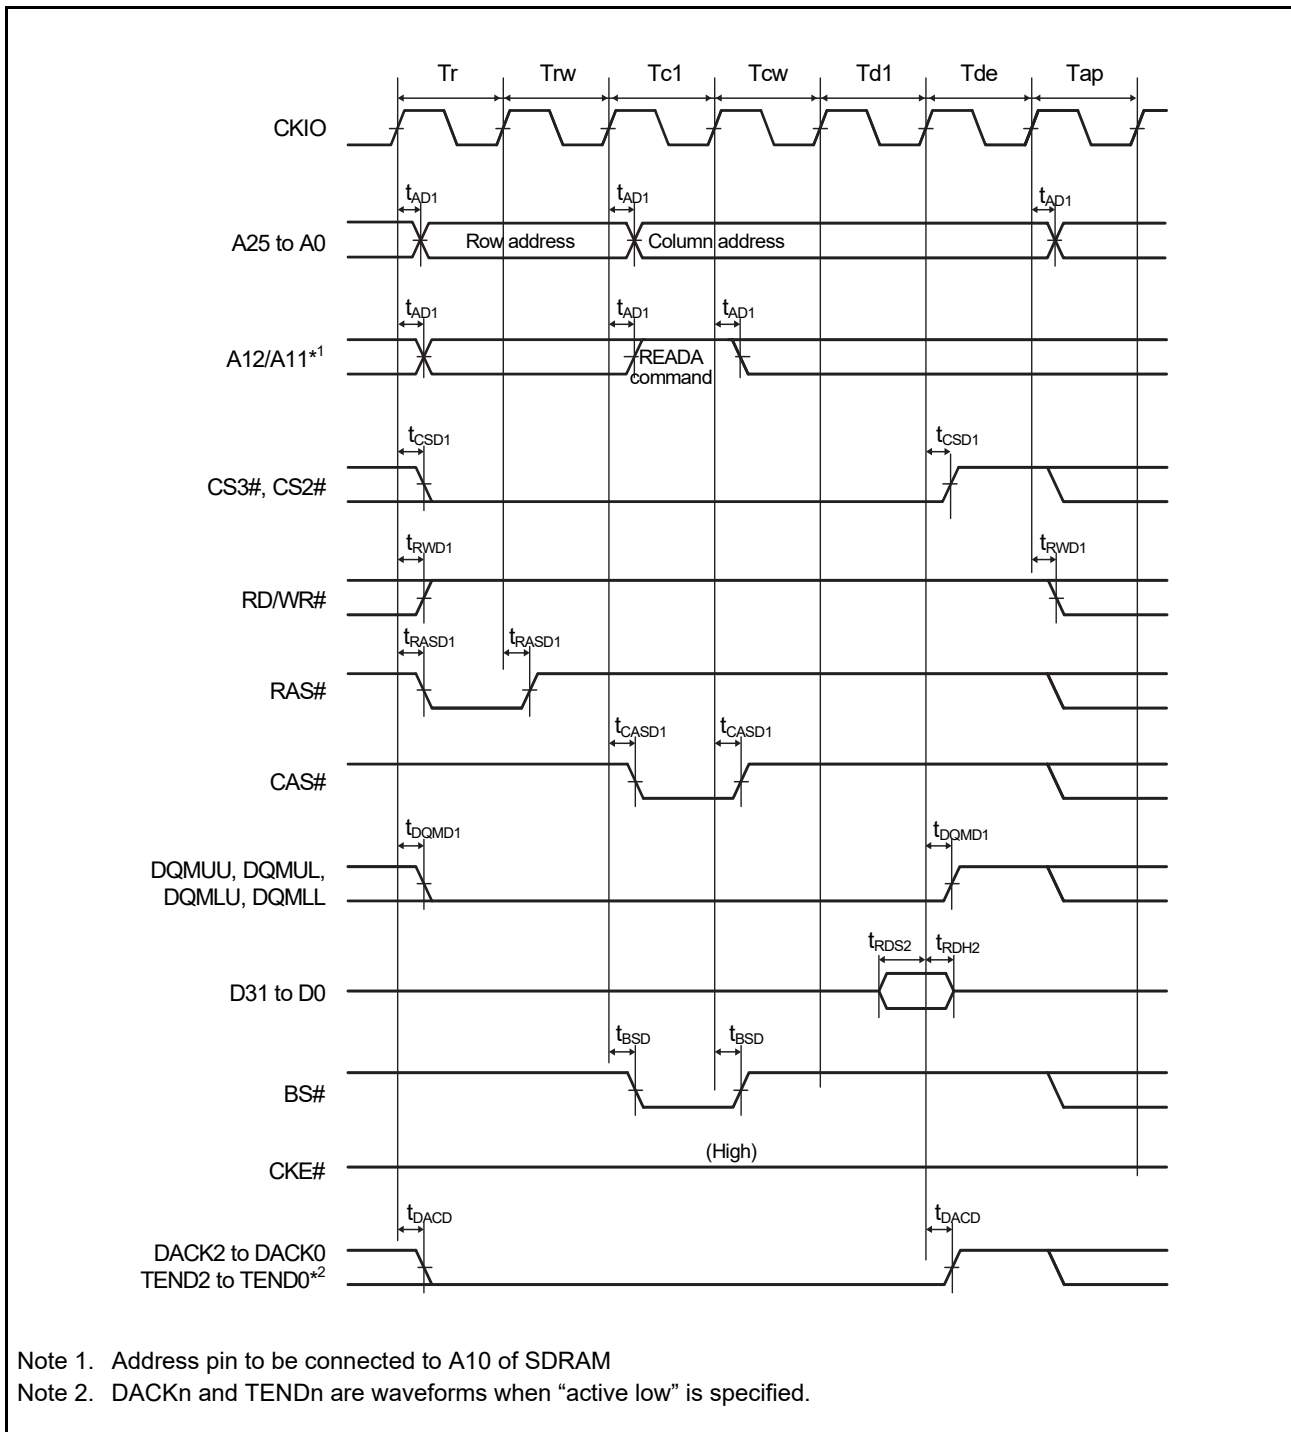 Tr Trw Tc1 Tcw Td1 Tde Tap
CKIO
tAD1 tAD1 tAD1
A25 to A0 Row address Column address
tAD1 tAD1 tAD1
A12/A11*1 READA
command
tCSD1 tCSD1
CS3#, CS2#
tRWD1 tRWD1
RD/WR#
tRASD1 tRASD1
RAS#
tCASD1 tCASD1
CAS#
tDQMD1 tDQMD1
DQMUU, DQMUL,
DQMLU, DQMLL
tRDS2 tRDH2
D31 to D0
tBSD tBSD
BS#
(High)
CKE#
tDACD tDACD
DACK2 to DACK0
TEND2 to TEND0*2
Note 1. Address pin to be connected to A10 of SDRAM
Note 2. DACKn and TENDn are waveforms when “active low” is specified.